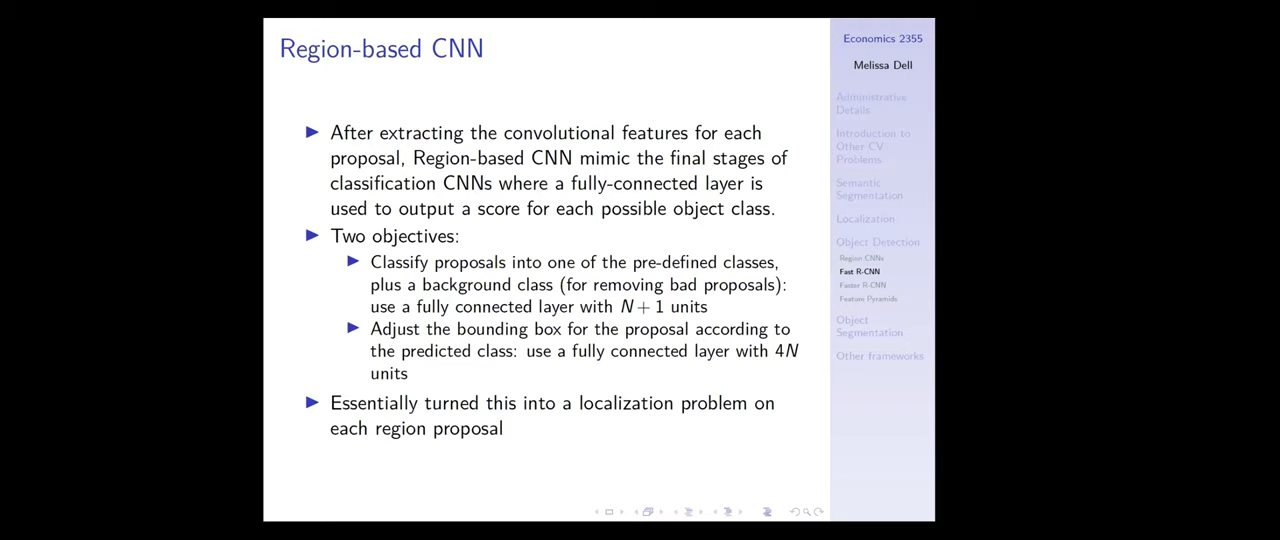 Region-based CNN
After extracting the convolutional features for each
proposal, Region-based CNN mimic the final stages of
classification CNNs where a fully-connected layer is
used to output a score for each possible object class.
Two objectives:
Classify proposals into one of the pre-defined classes,
plus a background class (for removing bad proposals):
use a fully connected layer with N + 1 units
Adjust the bounding box for the proposal according to
the predicted class: use a fully connected layer with 4N
units
Essentially turned this into a localization problem on
each region proposal
Economics 2355
Melissa Dell
Administrative
Details
Introduction to
Other CV
Problems
Semantic
Segmentation
Localization
Object Detection
Region CNNs
Fast R-CNN
Faster R-CNN
Feature Pyramids
Object
Segmentation
Other frameworks